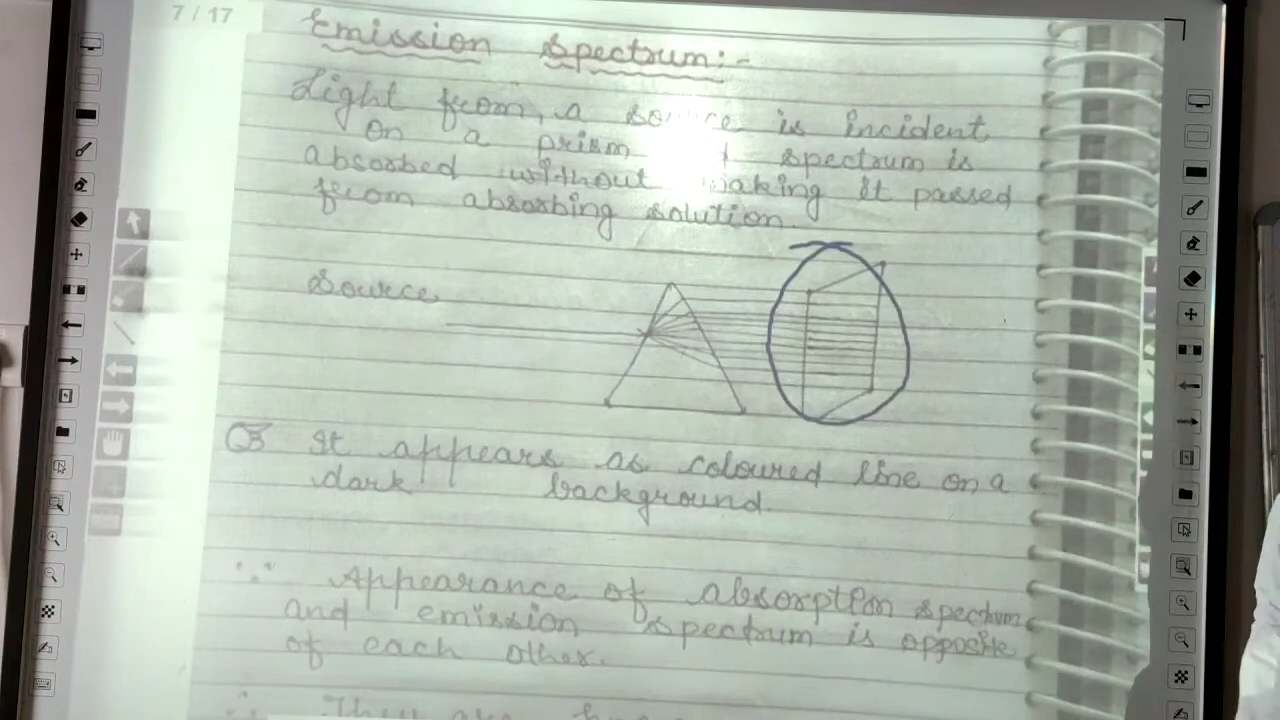 7 / 17
Emission spectrum:-
Light from, a is incident
on a prism spectrum is
absorbed without making it passed
from absorbing solution.
Source
It appears as coloured line on a
dark background.
∵ Appearance of absorption spectrum
and emission spectrum is opposite
of each other.
∴ They are